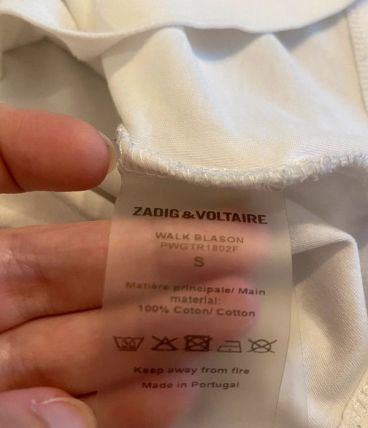 ZADIG & VOLTAIRE
WALK BLASON
PWGTR1802F
S
Matière principale/ Main
material:
100% Coton/ Cotton
30
Keep away from fire
Made in Portugal